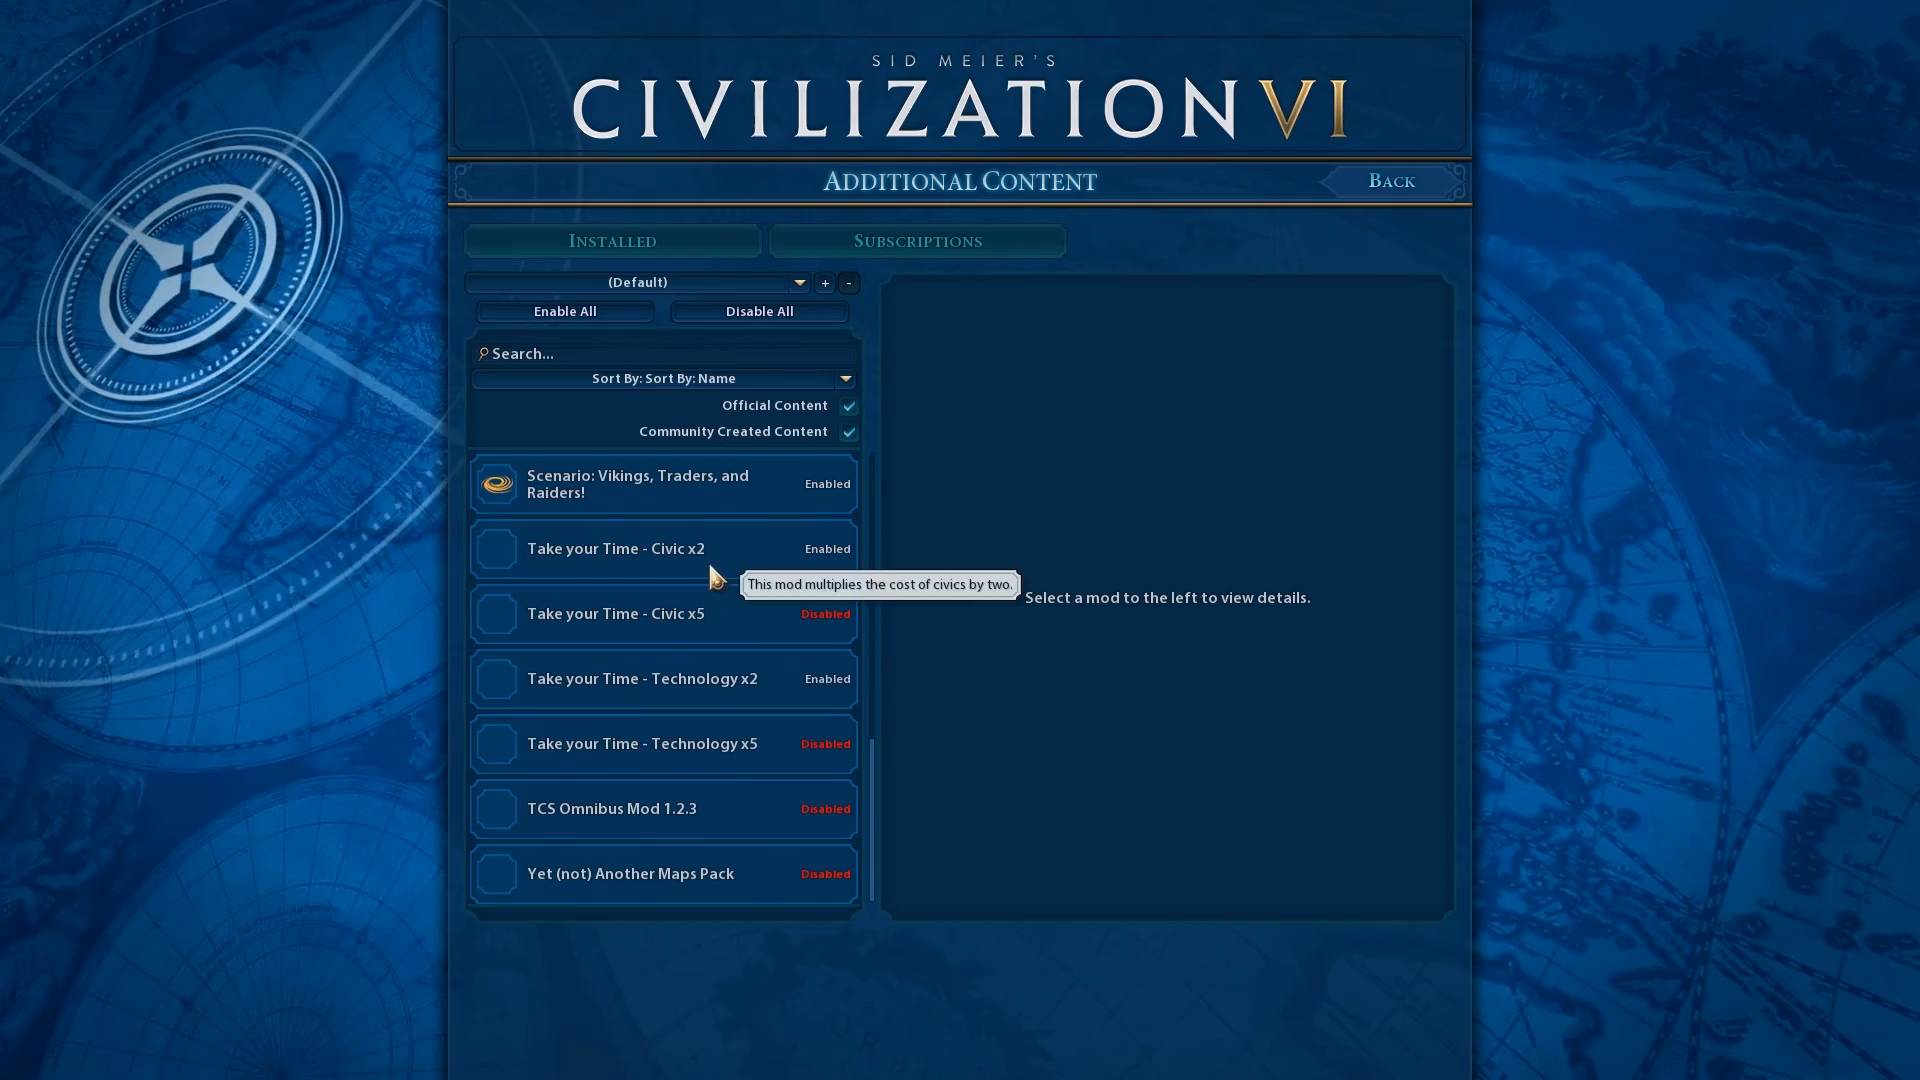 SID MEIER'S
CIVILIZATION VI
ADDITIONAL CONTENT
BACK
INSTALLED
SUBSCRIPTIONS
(Default)
+
-
Enable All
Disable All
Search...
Sort By: Sort By: Name
Official Content
Community Created Content
Scenario: Vikings, Traders, and
Raiders!
Enabled
Take your Time - Civic x2
Enabled
This mod multiplies the cost of civics by two.
Select a mod to the left to view details.
Take your Time - Civic x5
Disabled
Take your Time - Technology x2
Enabled
Take your Time - Technology x5
Disabled
TCS Omnibus Mod 1.2.3
Disabled
Yet (not) Another Maps Pack
Disabled